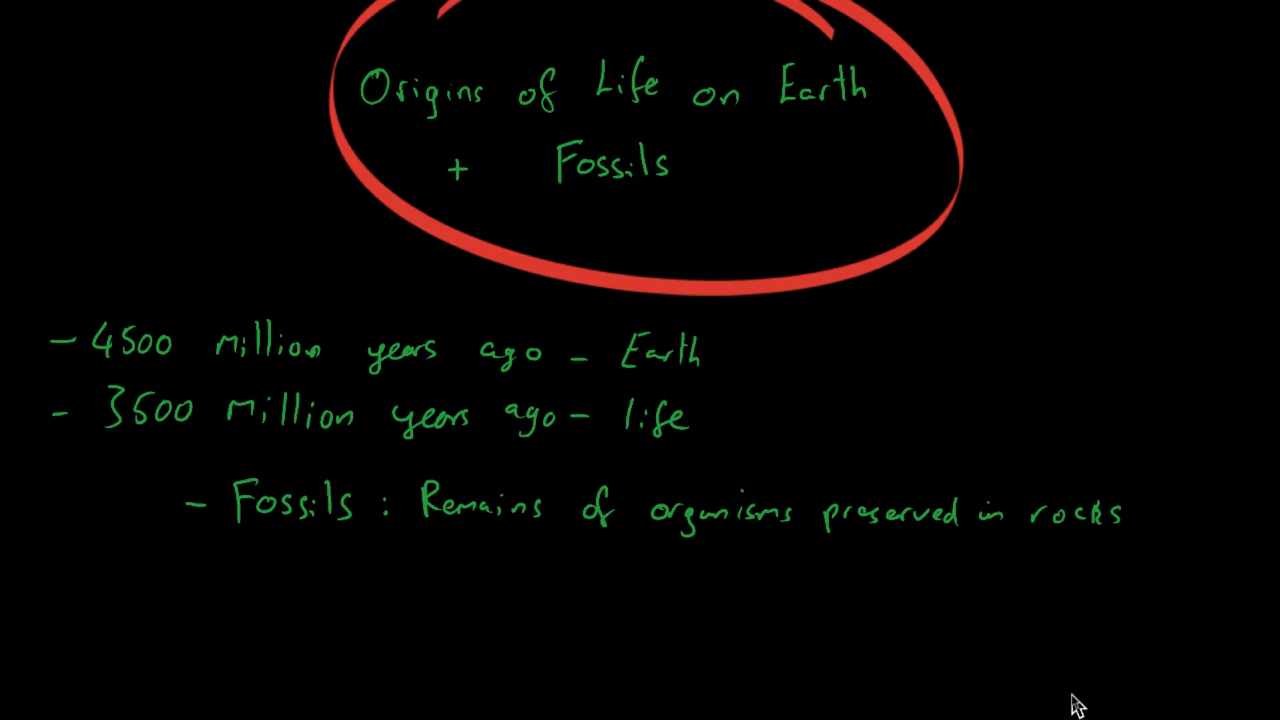 Origins of Life on Earth
+ Fossils
- 4500 million years ago - Earth
- 3500 Million years ago - life
- Fossils : Remains of organisms preserved in rocks